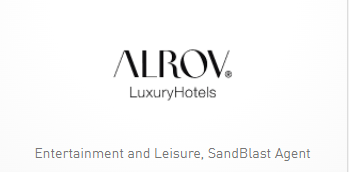 ALROV®
LuxuryHotels
Entertainment and Leisure, SandBlast Agent